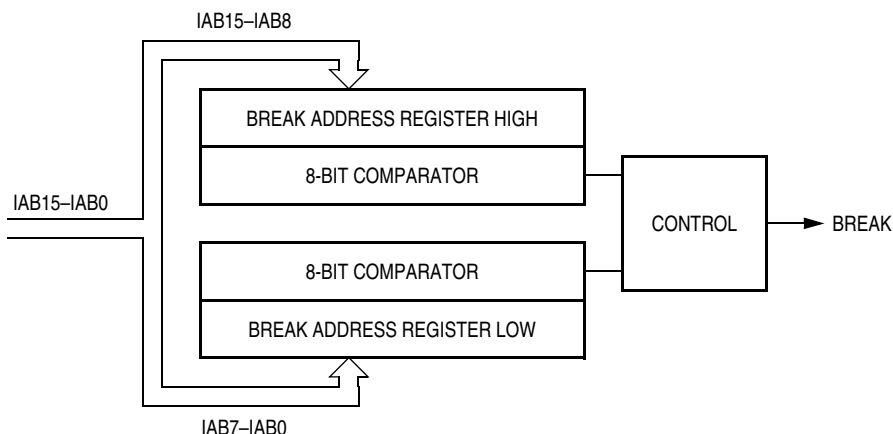 IAB15–IAB8
BREAK ADDRESS REGISTER HIGH
8-BIT COMPARATOR
IAB15–IAB0
CONTROL
BREAK
8-BIT COMPARATOR
BREAK ADDRESS REGISTER LOW
IAB7–IAB0